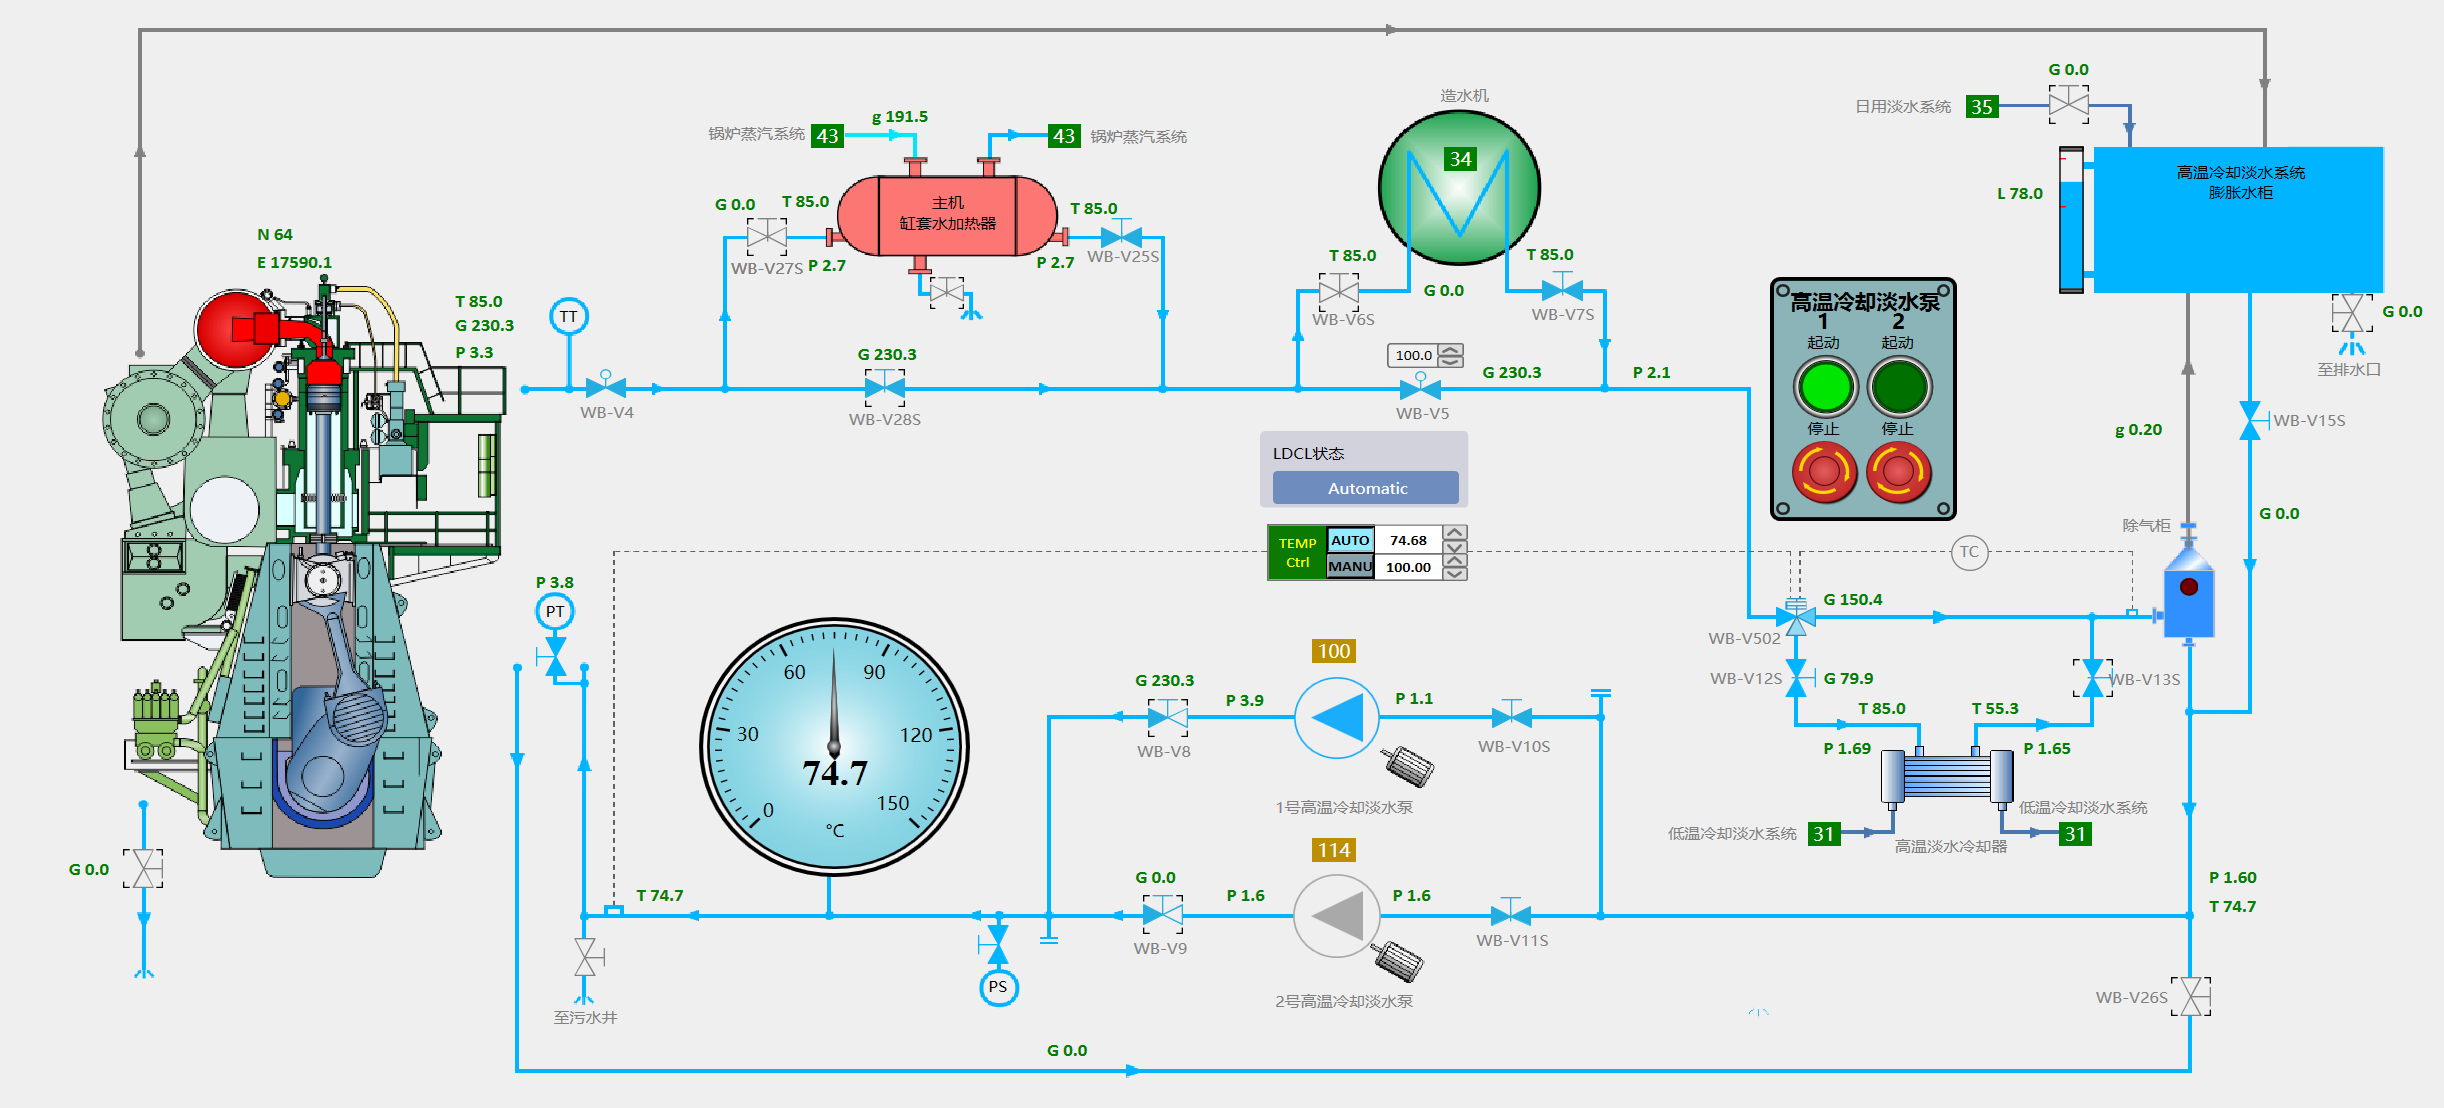 G 0.0
日用淡水系统
35
造水机
锅炉蒸汽系统
43
g 191.5
43
锅炉蒸汽系统
34
高温冷却淡水系统
膨胀水柜
L 78.0
主机
缸套水加热器
G 0.0
T 85.0
T 85.0
WB-V27S
P 2.7
P 2.7
WB-V25S
N 64
E 17590.1
T 85.0
G 230.3
P 3.3
TT
WB-V4
G 230.3
WB-V28S
T 85.0
G 0.0
T 85.0
WB-V6S
WB-V7S
100.0
G 230.3
P 2.1
WB-V5
高温冷却淡水泵
1
2
起动
起动
停止
停止
G 0.0
至排水口
WB-V15S
g 0.20
G 0.0
除气柜
LDCL状态
Automatic
TEMP
Ctrl
AUTO
74.68
MANU
100.00
TC
P 3.8
PT
G 150.4
WB-V502
WB-V12S
G 79.9
WB-V13S
T 85.0
T 55.3
P 1.69
P 1.65
低温冷却淡水系统
31
高温淡水冷却器
31
低温冷却淡水系统
0
30
60
90
120
150
74.7
°C
100
G 230.3
P 3.9
P 1.1
WB-V8
WB-V10S
1号高温冷却淡水泵
114
G 0.0
P 1.6
P 1.6
WB-V9
WB-V11S
2号高温冷却淡水泵
G 0.0
T 74.7
PS
至污水井
P 1.60
T 74.7
WB-V26S
G 0.0